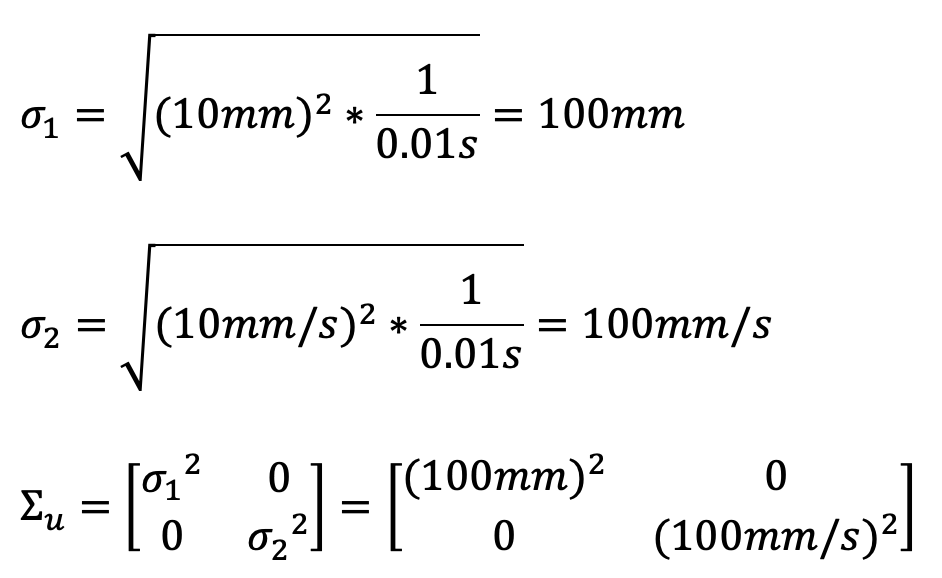 σ₁ = √((10mm)² * 1/0.01s) = 100mm
σ₂ = √((10mm/s)² * 1/0.01s) = 100mm/s
Σᵤ = [σ₁² 0; 0 σ₂²] = [(100mm)² 0; 0 (100mm/s)²]